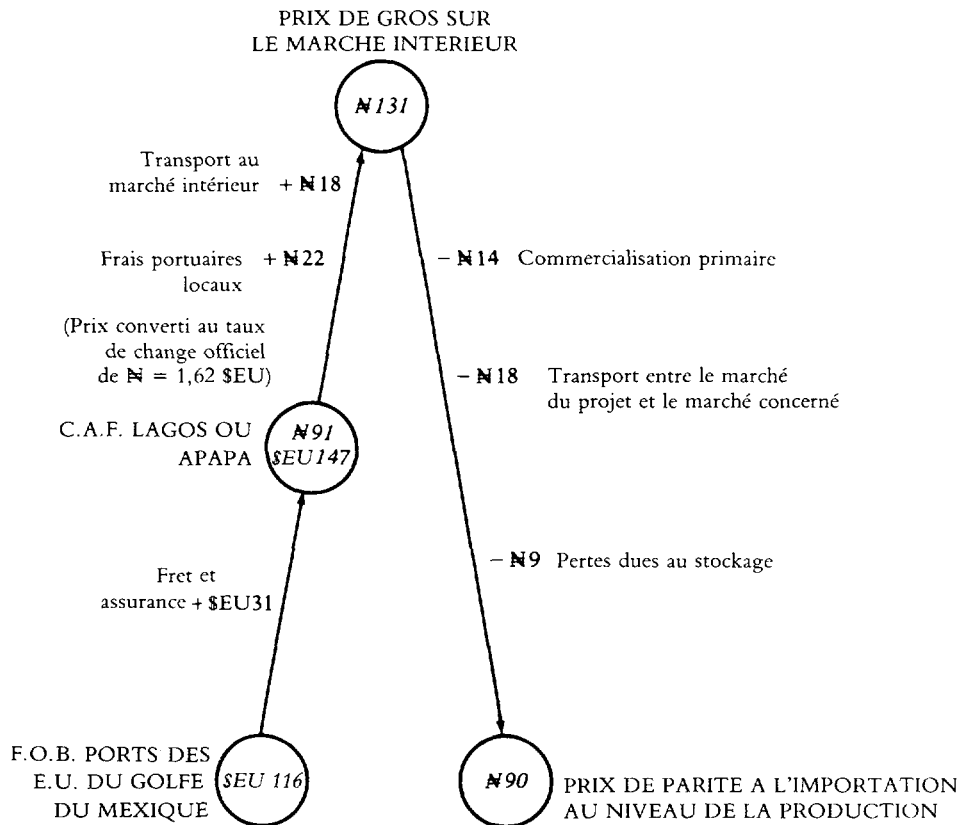 PRIX DE GROS SUR
LE MARCHE INTERIEUR
₦131
Transport au
marché intérieur + ₦18
Frais portuaires + ₦22
locaux
(Prix converti au taux
de change officiel
de ₦ = 1,62 $EU)
C.A.F. LAGOS OU
APAPA
₦91
$EU147
Fret et
assurance + $EU31
F.O.B. PORTS DES
E.U. DU GOLFE
DU MEXIQUE
$EU 116
− ₦14 Commercialisation primaire
− ₦18 Transport entre le marché
du projet et le marché concerné
− ₦9 Pertes dues au stockage
₦90
PRIX DE PARITE A L'IMPORTATION
AU NIVEAU DE LA PRODUCTION